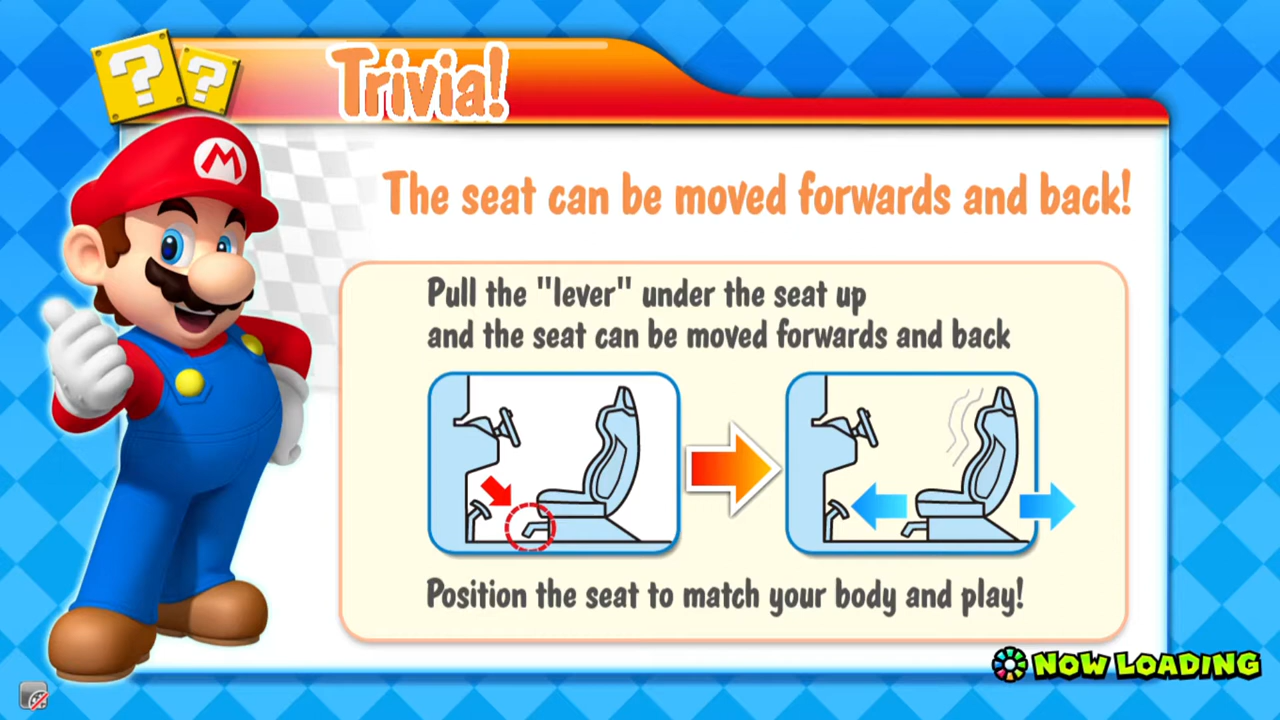 Trivia!
The seat can be moved forwards and back!
Pull the "lever" under the seat up
and the seat can be moved forwards and back
Position the seat to match your body and play!
NOW LOADING